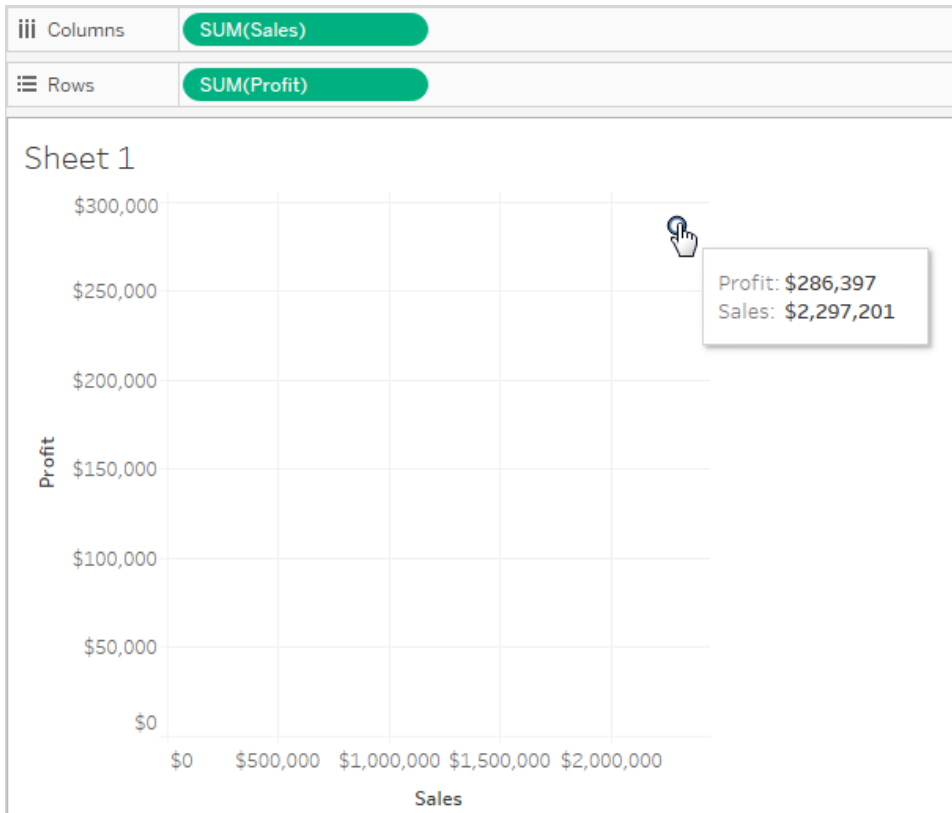 Columns SUM(Sales)
Rows SUM(Profit)
Sheet 1
$300,000
$250,000
Profit: $286,397
Sales: $2,297,201
$200,000
$150,000
Profit
$100,000
$50,000
$0
$0 $500,000 $1,000,000 $1,500,000 $2,000,000
Sales